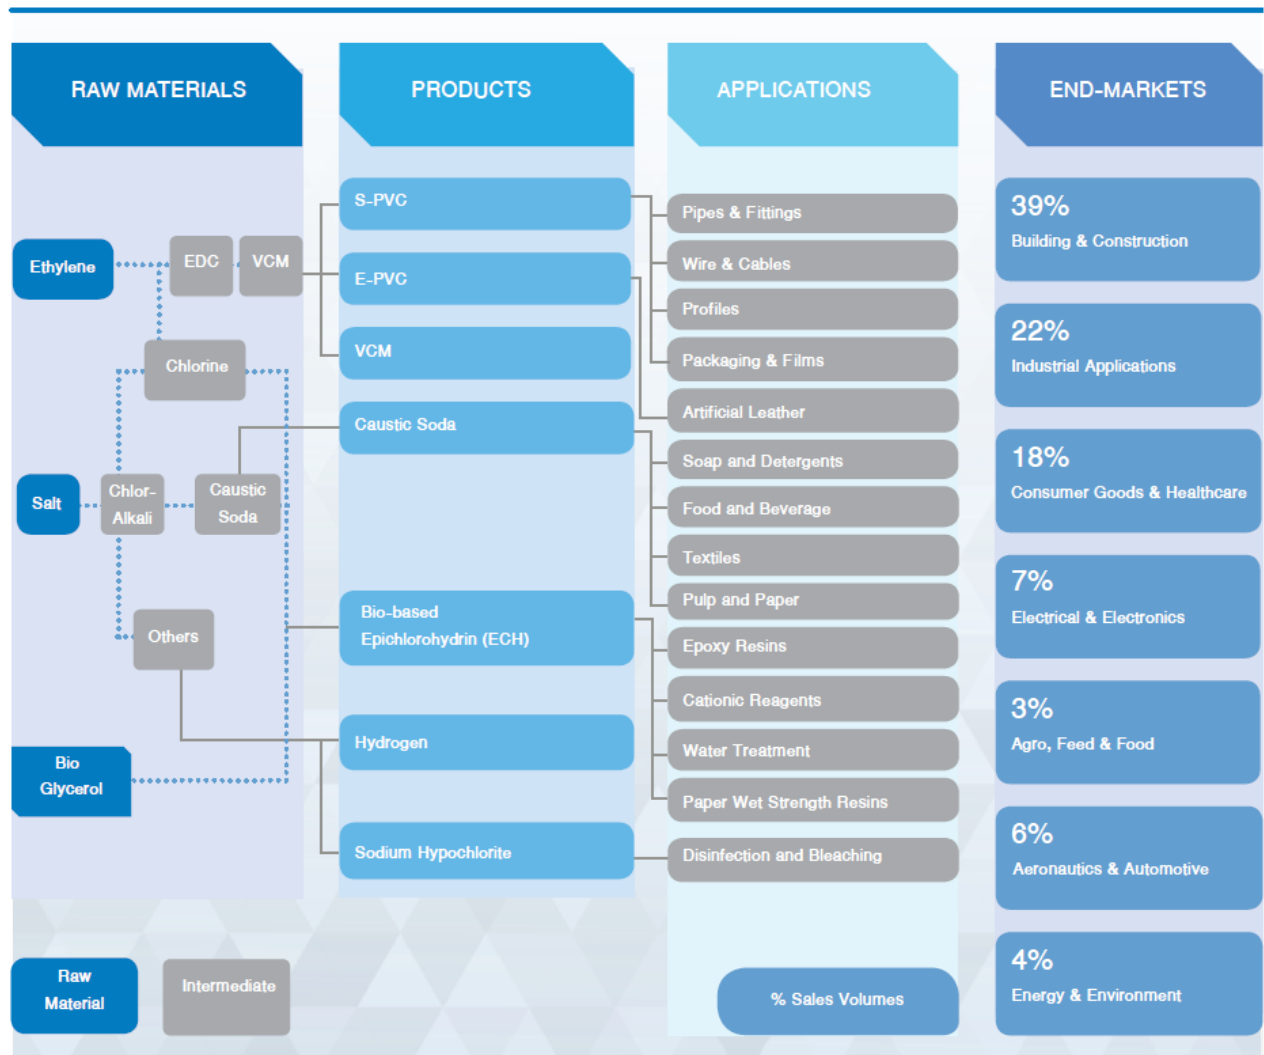 RAW MATERIALS
PRODUCTS
APPLICATIONS
END-MARKETS
Ethylene
EDC
VCM
Chlorine
Salt
Chlor-
Alkali
Caustic
Soda
Others
Bio
Glycerol
Raw
Material
Intermediate
S-PVC
E-PVC
VCM
Caustic Soda
Bio-based
Epichlorohydrin (ECH)
Hydrogen
Sodium Hypochlorite
Pipes & Fittings
Wire & Cables
Profiles
Packaging & Films
Artificial Leather
Soap and Detergents
Food and Beverage
Textiles
Pulp and Paper
Epoxy Resins
Cationic Reagents
Water Treatment
Paper Wet Strength Resins
Disinfection and Bleaching
% Sales Volumes
39%
Building & Construction
22%
Industrial Applications
18%
Consumer Goods & Healthcare
7%
Electrical & Electronics
3%
Agro, Feed & Food
6%
Aeronautics & Automotive
4%
Energy & Environment